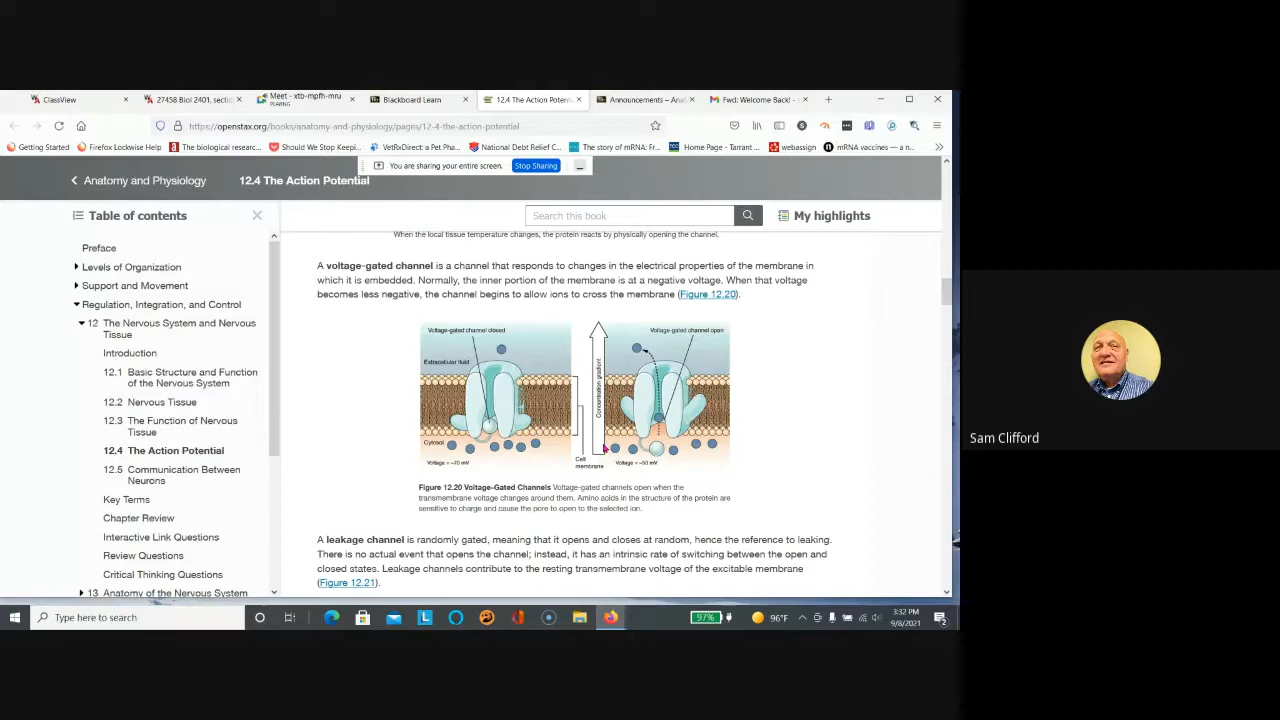 ClassView
27458 Biol 2401, secti
Meet - xtb-mpfh-mru
PLAYING
Blackboard Learn
12.4 The Action Potent
Announcements – Anal
Fwd: Welcome Back! -
https://openstax.org/books/anatomy-and-physiology/pages/12-4-the-action-potential
Getting Started
Firefox Lockwise Help
The biological researc...
Should We Stop Keepi...
VetRxDirect: a Pet Pha...
National Debt Relief C...
The story of mRNA: Fr...
Home Page - Tarrant ...
webassign
mRNA vaccines — a n...
You are sharing your entire screen.
Stop Sharing
Anatomy and Physiology
12.4 The Action Potential
Table of contents
Search this book
My highlights
Preface
Levels of Organization
Support and Movement
Regulation, Integration, and Control
12 The Nervous System and Nervous
Tissue
Introduction
12.1 Basic Structure and Function
of the Nervous System
12.2 Nervous Tissue
12.3 The Function of Nervous
Tissue
12.4 The Action Potential
12.5 Communication Between
Neurons
Key Terms
Chapter Review
Interactive Link Questions
Review Questions
Critical Thinking Questions
13 Anatomy of the Nervous System
When the local tissue temperature changes, the protein reacts by physically opening the channel.
A voltage-gated channel is a channel that responds to changes in the electrical properties of the membrane in
which it is embedded. Normally, the inner portion of the membrane is at a negative voltage. When that voltage
becomes less negative, the channel begins to allow ions to cross the membrane (Figure 12.20).
Voltage-gated channel closed
Voltage-gated channel open
Extracellular fluid
Concentration gradient
Cytosol
Cell
membrane
Voltage = –70 mV
Voltage = –50 mV
Figure 12.20 Voltage-Gated Channels Voltage-gated channels open when the
transmembrane voltage changes around them. Amino acids in the structure of the protein are
sensitive to charge and cause the pore to open to the selected ion.
A leakage channel is randomly gated, meaning that it opens and closes at random, hence the reference to leaking.
There is no actual event that opens the channel; instead, it has an intrinsic rate of switching between the open and
closed states. Leakage channels contribute to the resting transmembrane voltage of the excitable membrane
(Figure 12.21).
Type here to search
97%
96°F
3:32 PM
9/8/2021
Sam Clifford